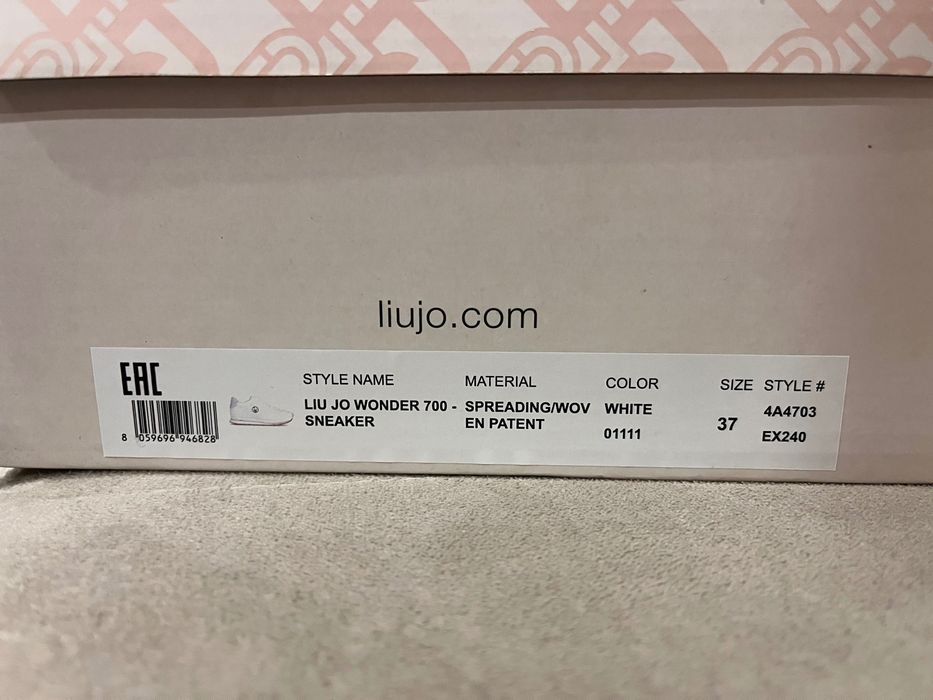 liujo.com
EAC
STYLE NAME MATERIAL COLOR SIZE STYLE #
LIU JO WONDER 700 - SPREADING/WOV WHITE 37 4A4703
SNEAKER EN PATENT 01111 EX240
8 059696 946828